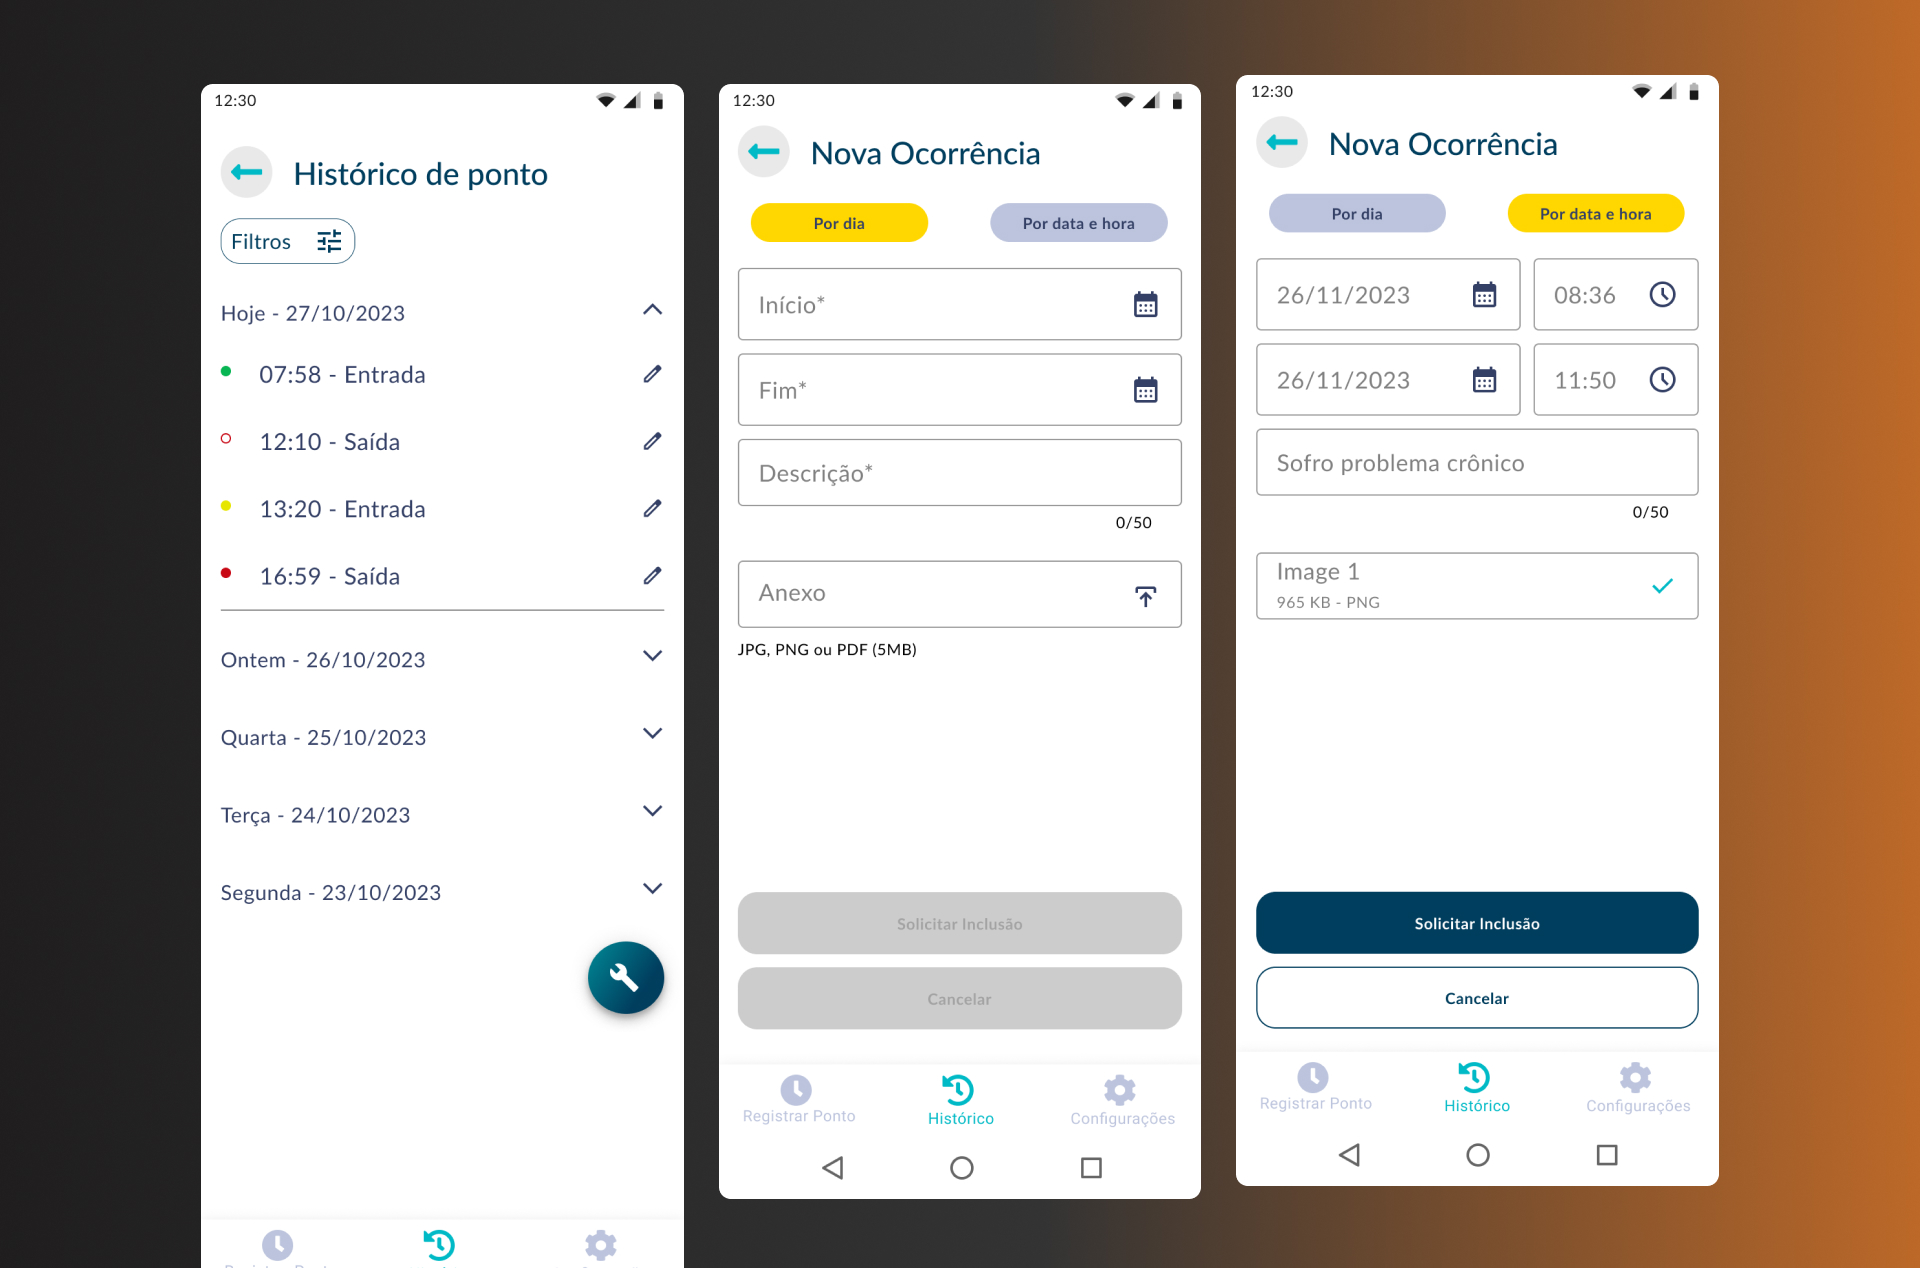 12:30
Histórico de ponto
Filtros
Hoje - 27/10/2023
07:58 - Entrada
12:10 - Saída
13:20 - Entrada
16:59 - Saída
Ontem - 26/10/2023
Quarta - 25/10/2023
Terça - 24/10/2023
Segunda - 23/10/2023
12:30
Nova Ocorrência
Por dia
Por data e hora
Início*
Fim*
Descrição*
0/50
Anexo
JPG, PNG ou PDF (5MB)
Solicitar Inclusão
Cancelar
Registrar Ponto
Histórico
Configurações
12:30
Nova Ocorrência
Por dia
Por data e hora
26/11/2023
08:36
26/11/2023
11:50
Sofro problema crônico
0/50
Image 1
965 KB - PNG
Solicitar Inclusão
Cancelar
Registrar Ponto
Histórico
Configurações